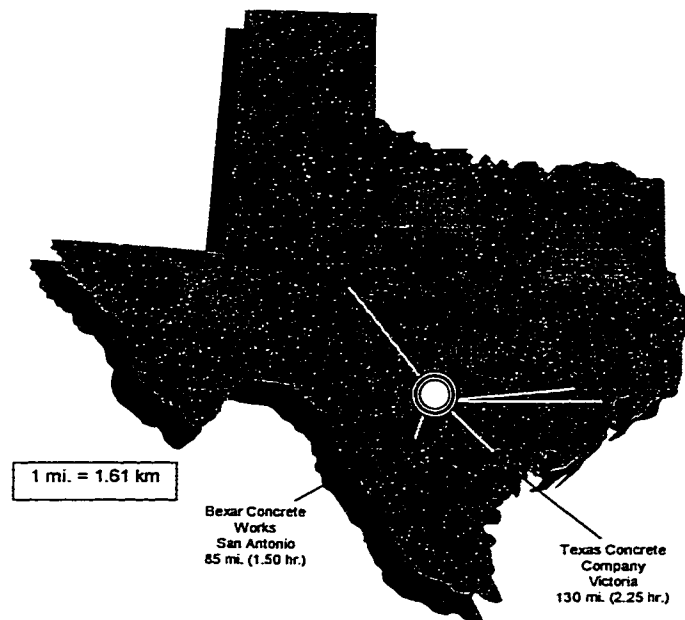 1 mi. = 1.61 km
Bexar Concrete
Works
San Antonio
85 mi. (1.50 hr.)
Texas Concrete
Company
Victoria
130 mi. (2.25 hr.)